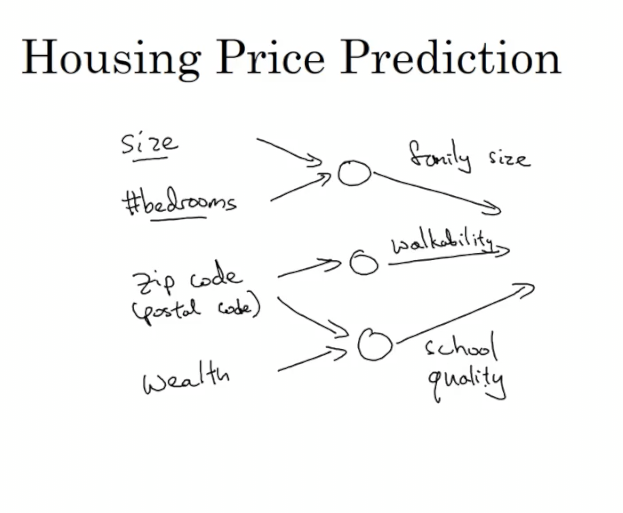 Housing Price Prediction
size
family size
#bedrooms
walkability
zip code
(postal code)
school
quality
wealth